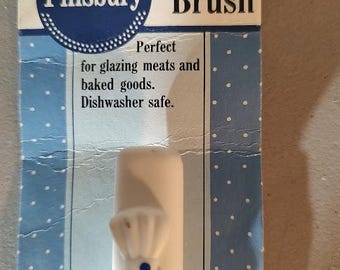 Pillsbury
Brush
Perfect
for glazing meats and
baked goods.
Dishwasher safe.